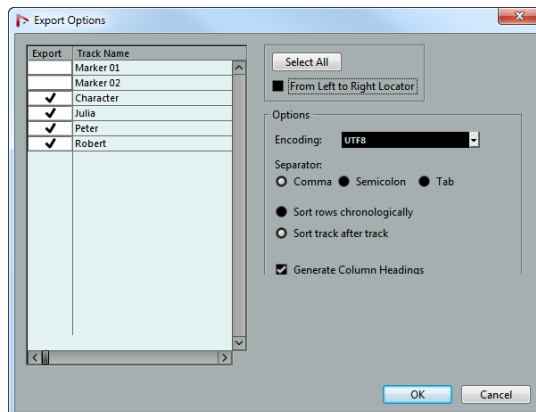 Export Options
Export Track Name
Marker 01
Marker 02
Character
Julia
Peter
Robert
Select All
From Left to Right Locator
Options
Encoding: UTF8
Separator:
Comma Semicolon Tab
Sort rows chronologically
Sort track after track
Generate Column Headings
OK Cancel